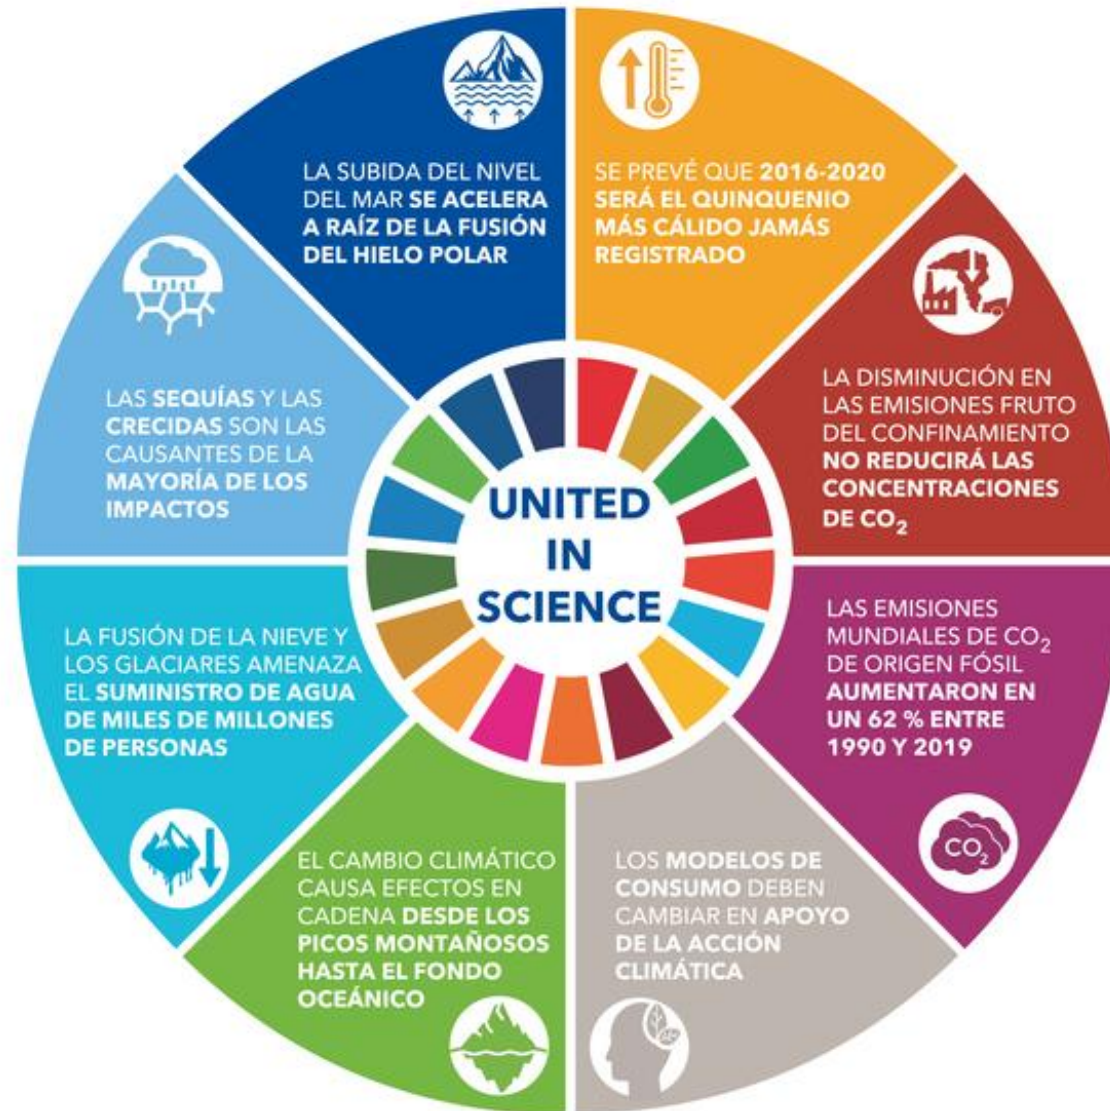 LA SUBIDA DEL NIVEL
DEL MAR SE ACELERA
A RAÍZ DE LA FUSIÓN
DEL HIELO POLAR
SE PREVÉ QUE 2016-2020
SERÁ EL QUINQUENIO
MÁS CÁLIDO JAMÁS
REGISTRADO
LA DISMINUCIÓN EN
LAS EMISIONES FRUTO
DEL CONFINAMIENTO
NO REDUCIRÁ LAS
CONCENTRACIONES
DE CO₂
LAS EMISIONES
MUNDIALES DE CO₂
DE ORIGEN FÓSIL
AUMENTARON EN
UN 62 % ENTRE
1990 Y 2019
CO₂
LOS MODELOS DE
CONSUMO DEBEN
CAMBIAR EN APOYO
DE LA ACCIÓN
CLIMÁTICA
EL CAMBIO CLIMÁTICO
CAUSA EFECTOS EN
CADENA DESDE LOS
PICOS MONTAÑOSOS
HASTA EL FONDO
OCEÁNICO
LA FUSIÓN DE LA NIEVE Y
LOS GLACIARES AMENAZA
EL SUMINISTRO DE AGUA
DE MILES DE MILLONES
DE PERSONAS
LAS SEQUÍAS Y LAS
CRECIDAS SON LAS
CAUSANTES DE LA
MAYORÍA DE LOS
IMPACTOS
UNITED
IN
SCIENCE